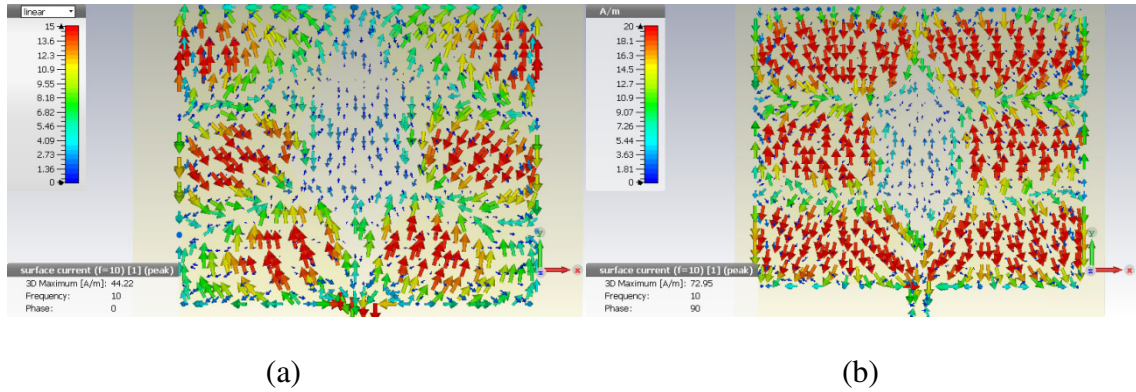 linear
15
13.6
12.3
10.9
9.55
8.18
6.82
5.46
4.09
2.73
1.36
0
surface current (f=10) [1] (peak)
3D Maximum [A/m]: 44.22
Frequency: 10
Phase: 0
Y
X
A/m
20
18.1
16.3
14.4
12.6
10.7
9.9
7.26
5.44
3.63
1.81
0
surface current (f=10) [1] (peak)
3D Maximum [A/m]: 72.95
Frequency: 10
Phase: 90
Y
X
(a)
(b)